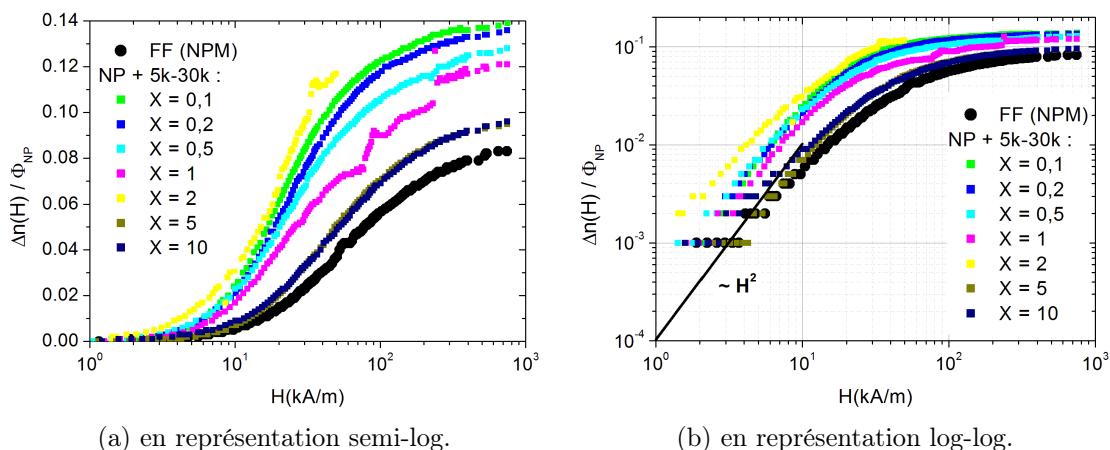 0.14
0.12
0.10
0.08
0.06
0.04
0.02
0.00
Δn(H) / Φ_NP
10^0
10^1
10^2
10^3
H(kA/m)
FF (NPM)
NP + 5k-30k :
X = 0,1
X = 0,2
X = 0,5
X = 1
X = 2
X = 5
X = 10
(a) en représentation semi-log.
10^-1
10^-2
10^-3
10^-4
Δn(H) / Φ_NP
10^0
10^1
10^2
10^3
H(kA/m)
FF (NPM)
NP + 5k-30k :
X = 0,1
X = 0,2
X = 0,5
X = 1
X = 2
X = 5
X = 10
~ H^2
(b) en représentation log-log.